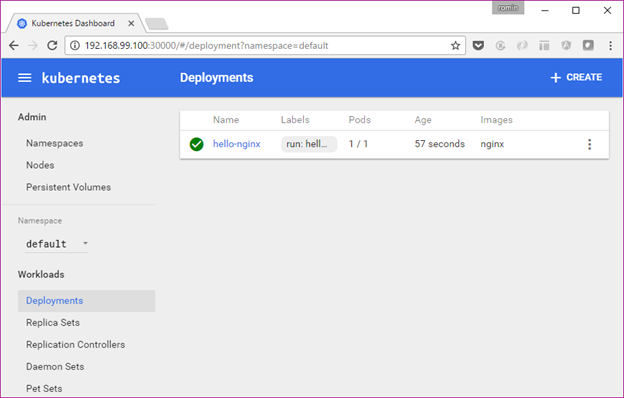 romin
Kubernetes Dashboard
192.168.99.100:30000/#/deployment?namespace=default
kubernetes
Deployments
CREATE
Admin
Namespaces
Nodes
Persistent Volumes
Namespace
default
Workloads
Deployments
Replica Sets
Replication Controllers
Daemon Sets
Pet Sets
Name Labels Pods Age Images
hello-nginx run: hell... 1 / 1 57 seconds nginx